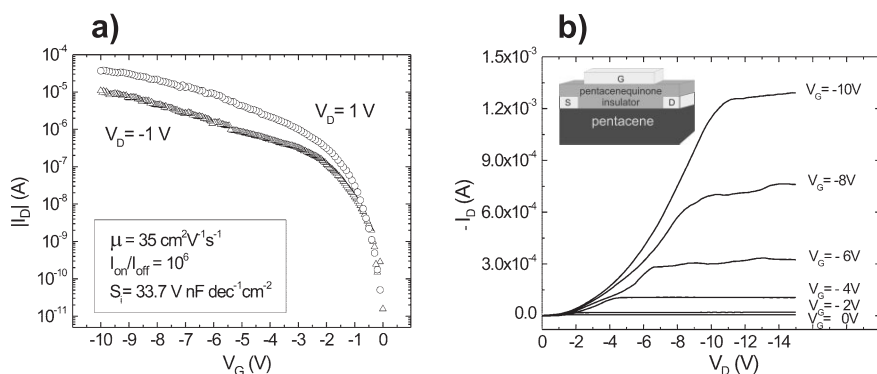 a)
10⁻⁴
10⁻⁵
10⁻⁶
10⁻⁷
10⁻⁸
10⁻⁹
10⁻¹⁰
10⁻¹¹
|I_D| (A)
V_D= 1 V
V_D= -1 V
μ = 35 cm²V⁻¹s⁻¹
I_on/I_off = 10⁶
S_i= 33.7 V nF dec⁻¹cm⁻²
-10 -9 -8 -7 -6 -5 -4 -3 -2 -1 0
V_G (V)
b)
-1.5x10⁻³
1.2x10⁻³
9.0x10⁻⁴
6.0x10⁻⁴
3.0x10⁻⁴
0.0
- I_D (A)
G
pentacenequinone
S insulator D
pentacene
V_G= -10V
V_G= -8V
V_G= - 6V
V_G= - 4V
V_G= - 2V
V_G= 0V
0 -2 -4 -6 -8 -10 -12 -14
V_D (V)